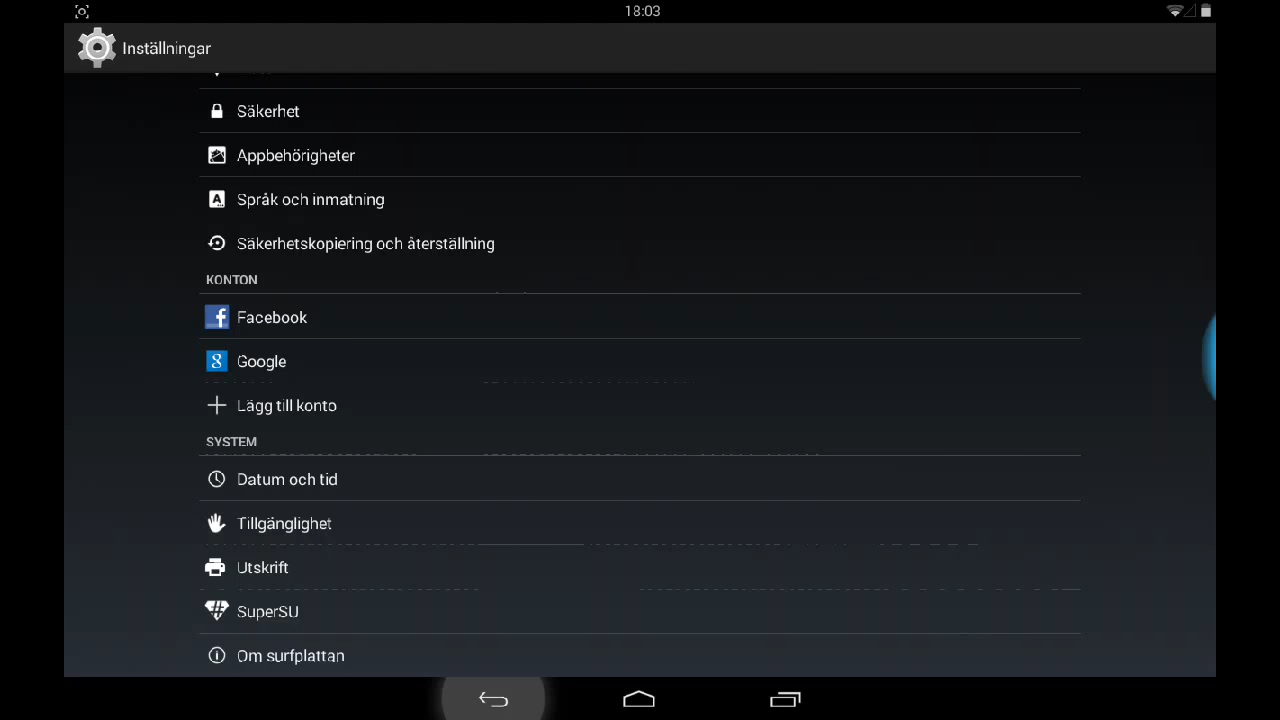 18:03
Inställningar
Säkerhet
Appbehörigheter
Språk och inmatning
Säkerhetskopiering och återställning
KONTON
Facebook
Google
Lägg till konto
SYSTEM
Datum och tid
Tillgänglighet
Utskrift
SuperSU
Om surfplattan